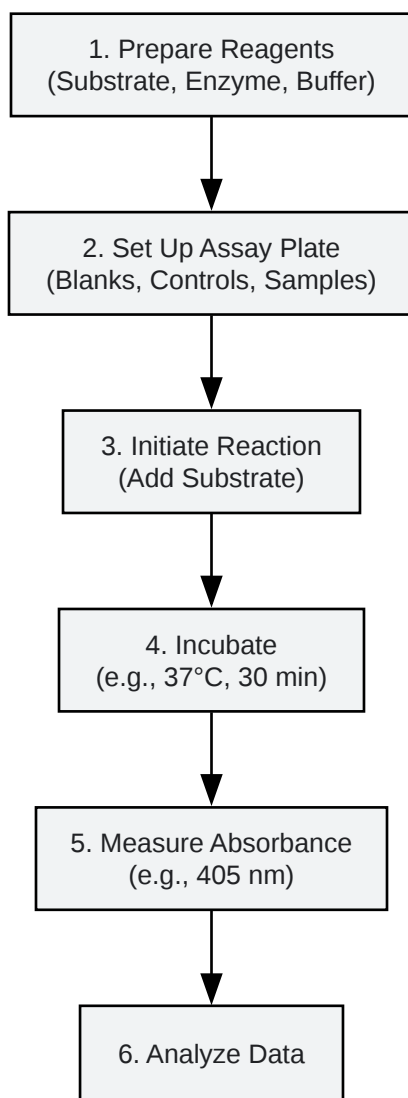 1. Prepare Reagents
(Substrate, Enzyme, Buffer)
2. Set Up Assay Plate
(Blanks, Controls, Samples)
3. Initiate Reaction
(Add Substrate)
4. Incubate
(e.g., 37°C, 30 min)
5. Measure Absorbance
(e.g., 405 nm)
6. Analyze Data